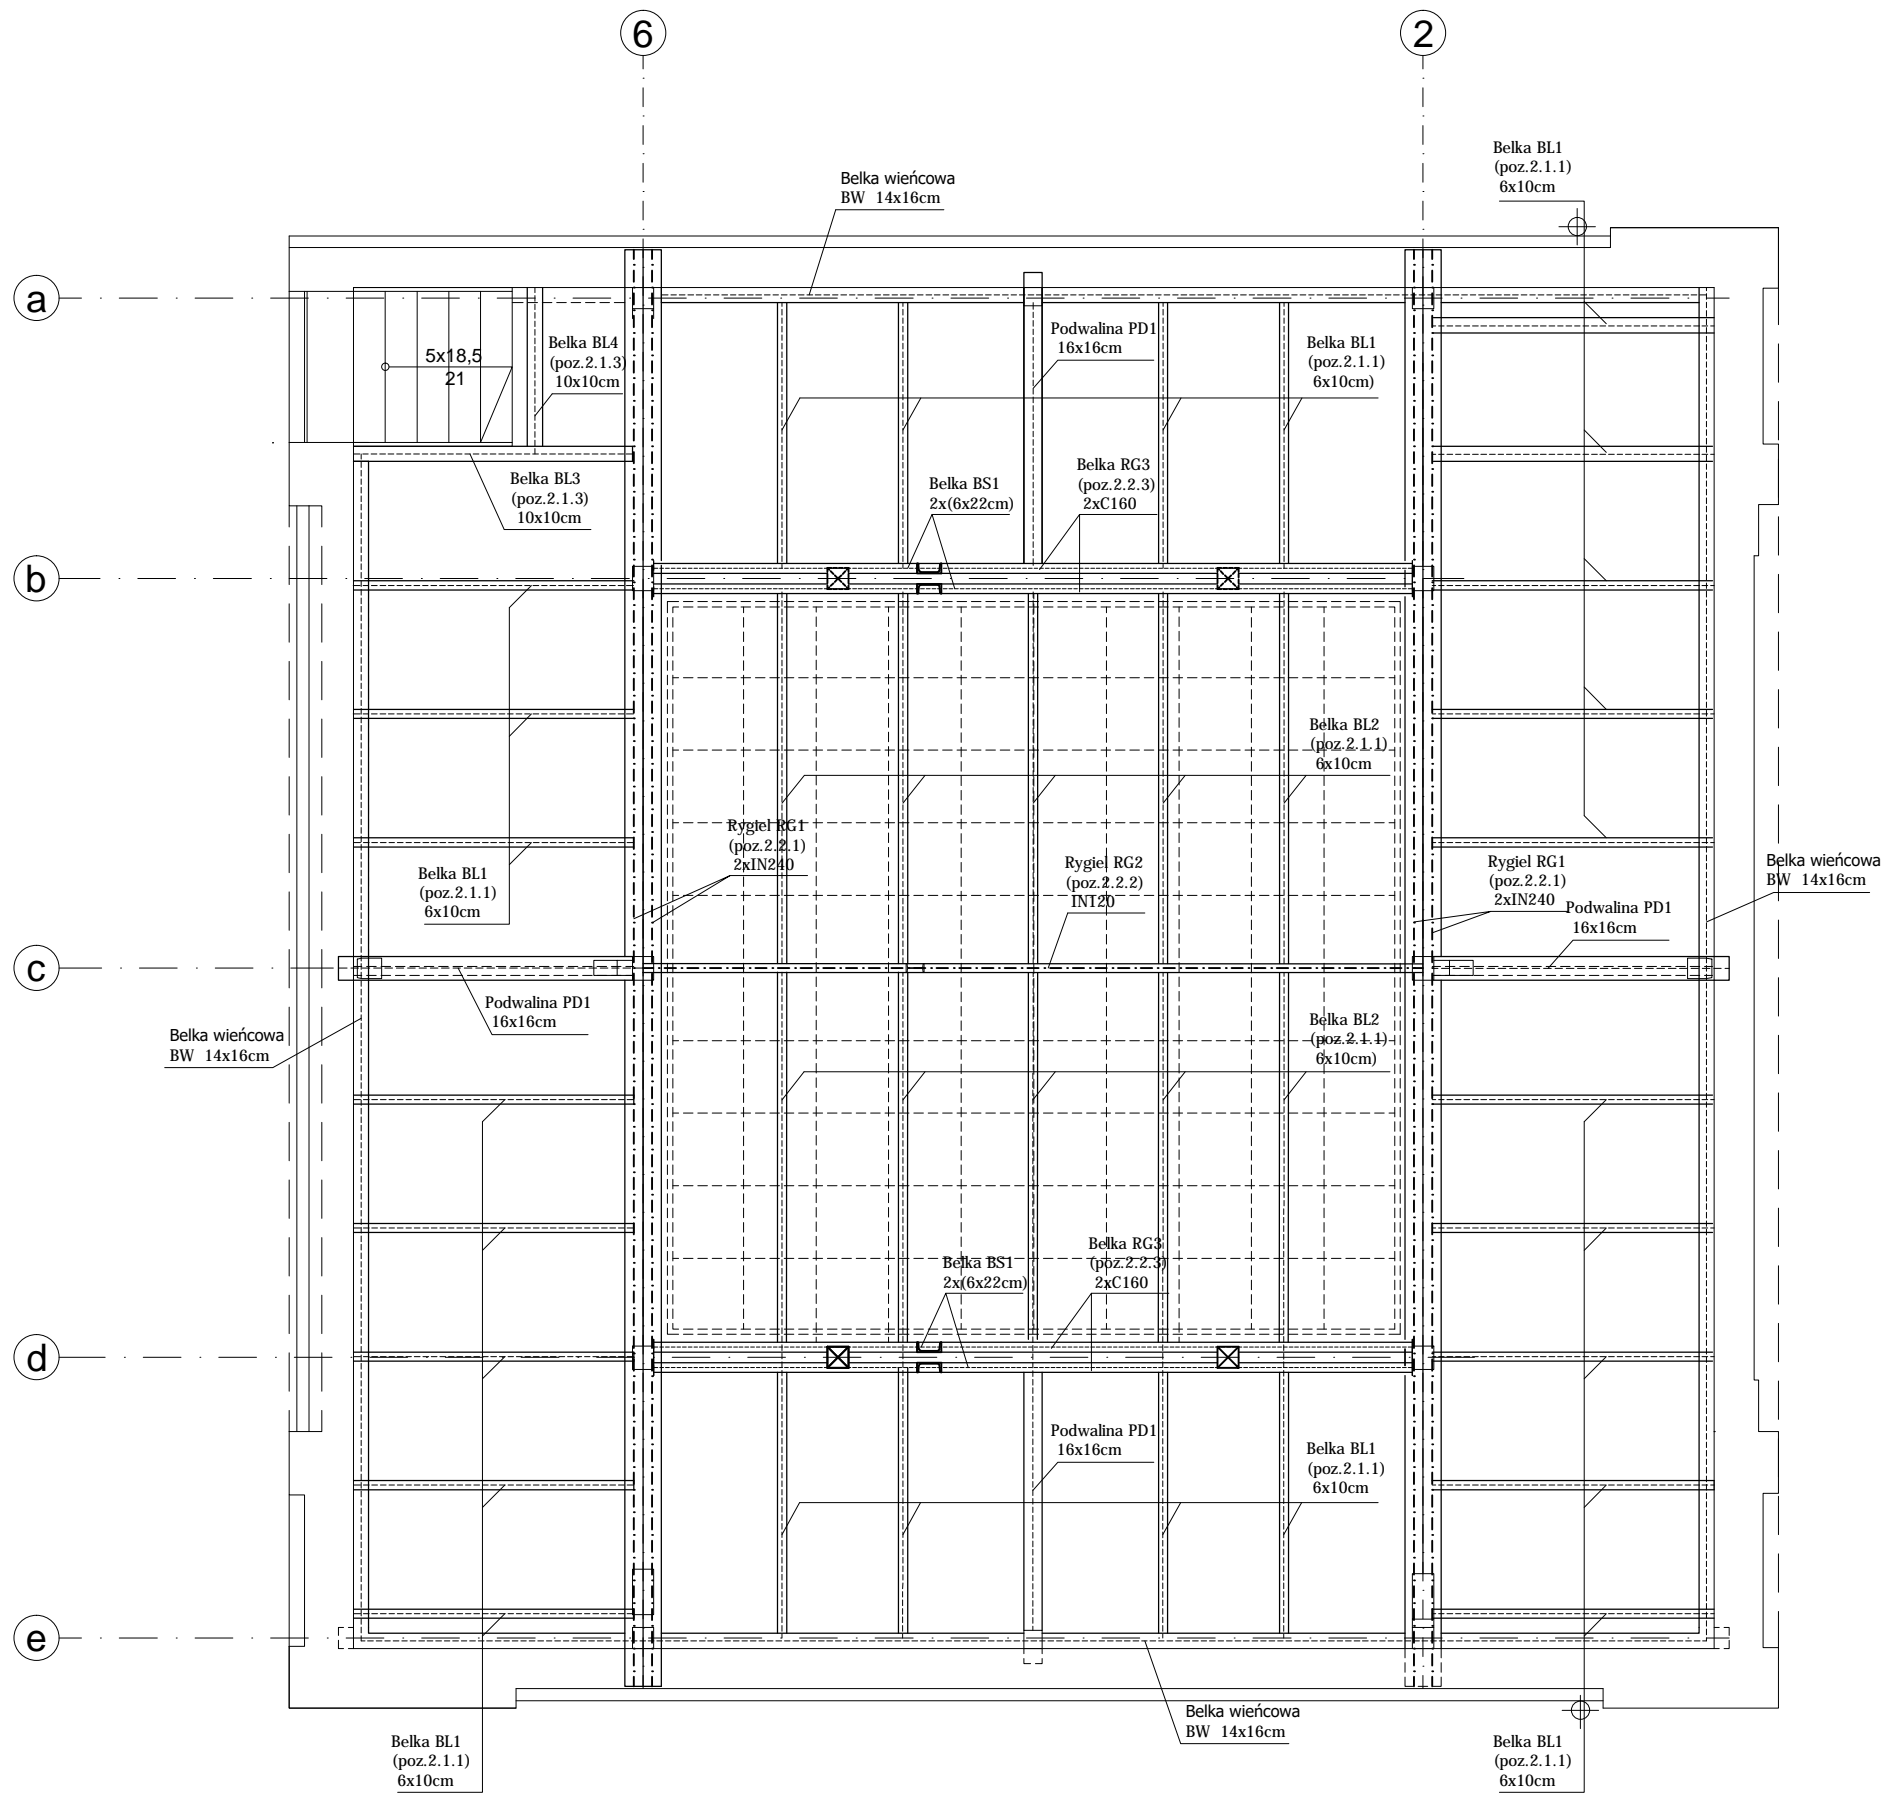 6
2
Belka BL1
(poz.2.1.1)
6x10cm
Belka wieńcowa
BW 14x16cm
a
Belka BL4
(poz.2.1.3)
10x10cm
5x18,5
21
Podwalina PD1
16x16cm
Belka BL1
(poz.2.1.1)
6x10cm)
Belka BL3
(poz.2.1.3)
10x10cm
Belka BS1
2x(6x22cm)
Belka RG3
(poz.2.2.3)
2xC160
b
Belka BL2
(poz.2.1.1)
6x10cm
Rygiel RG1
(poz.2.2.1)
2xIN240
Belka BL1
(poz.2.1.1)
6x10cm
Rygiel RG2
(poz.2.2.2)
IN120
Rygiel RG1
(poz.2.2.1)
2xIN240
Belka wieńcowa
BW 14x16cm
Podwalina PD1
16x16cm
c
Podwalina PD1
16x16cm
Belka wieńcowa
BW 14x16cm
Belka BL2
(poz.2.1.1)
6x10cm)
Belka BS1
2x(6x22cm)
Belka RG3
(poz.2.2.3)
2xC160
d
Podwalina PD1
16x16cm
Belka BL1
(poz.2.1.1)
6x10cm
e
Belka wieńcowa
BW 14x16cm
Belka BL1
(poz.2.1.1)
6x10cm
Belka BL1
(poz.2.1.1)
6x10cm